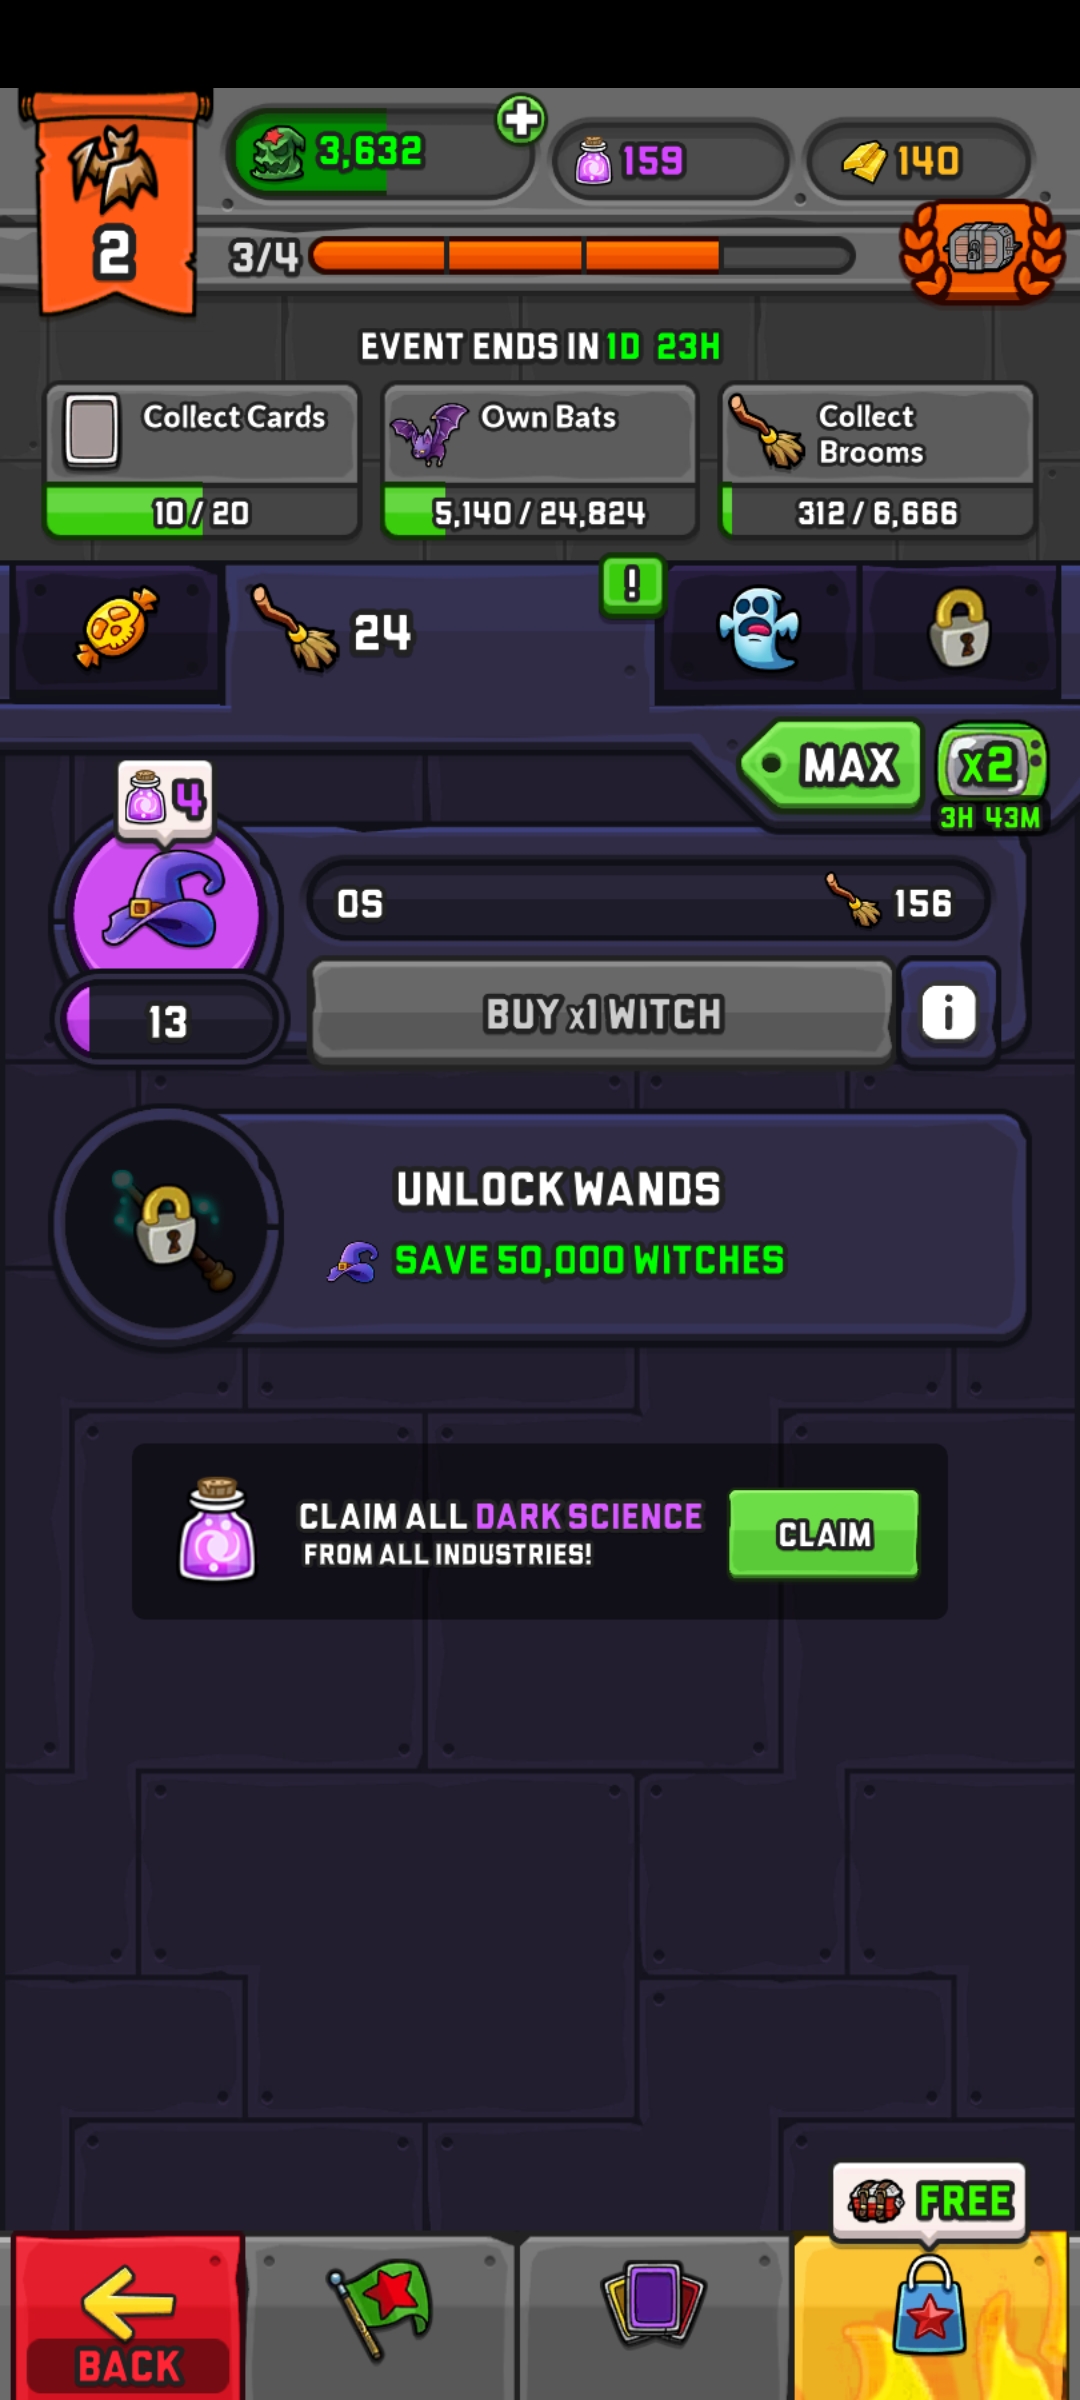 3,632
159
140
2
3/4
EVENT ENDS IN 1D 23H
Collect Cards
10 / 20
Own Bats
5,140 / 24,824
Collect
Brooms
312 / 6,666
24
!
MAX
x2
3H 43M
4
0S
156
13
BUY x1 WITCH
i
UNLOCK WANDS
SAVE 50,000 WITCHES
CLAIM ALL DARK SCIENCE
FROM ALL INDUSTRIES!
CLAIM
FREE
BACK